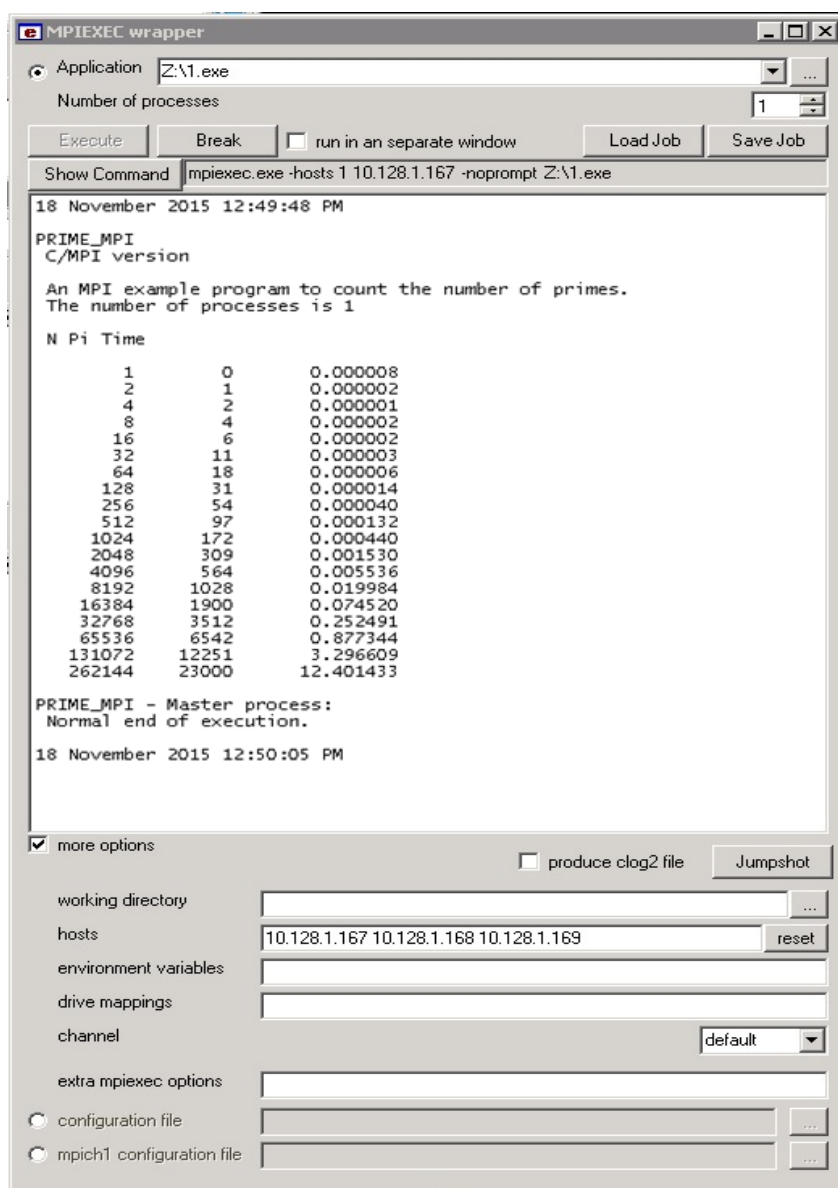 MPIEXEC wrapper
Application Z:\1.exe ...
Number of processes 1
Execute Break run in an separate window Load Job Save Job
Show Command mpiexec.exe -hosts 1 10.128.1.167 -noprompt Z:\1.exe
18 November 2015 12:49:48 PM
PRIME_MPI
C/MPI version
An MPI example program to count the number of primes.
The number of processes is 1
N Pi Time
1 0 0.000008
2 1 0.000002
4 2 0.000001
8 4 0.000002
16 6 0.000002
32 11 0.000003
64 18 0.000006
128 31 0.000014
256 54 0.000040
512 97 0.000132
1024 172 0.000440
2048 309 0.001530
4096 564 0.005536
8192 1028 0.019984
16384 1900 0.074520
32768 3512 0.252491
65536 6542 0.877344
131072 12251 3.296609
262144 23000 12.401433
PRIME_MPI - Master process:
Normal end of execution.
18 November 2015 12:50:05 PM
more options
produce clog2 file Jumpshot
working directory ...
hosts 10.128.1.167 10.128.1.168 10.128.1.169 reset
environment variables
drive mappings
channel default
extra mpiexec options
configuration file ...
mpich1 configuration file ...